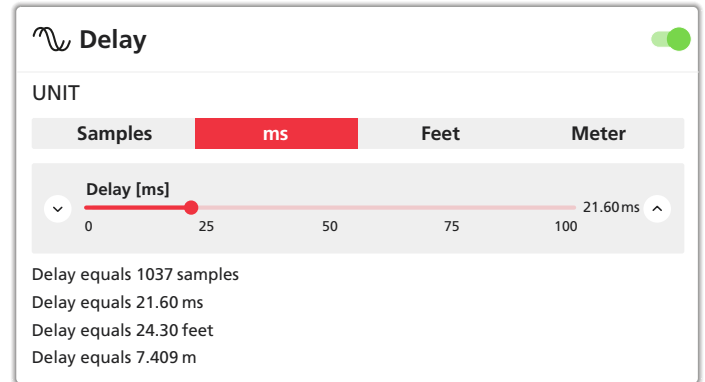 Delay
UNIT
Samples ms Feet Meter
Delay [ms]
21.60 ms
0 25 50 75 100
Delay equals 1037 samples
Delay equals 21.60 ms
Delay equals 24.30 feet
Delay equals 7.409 m